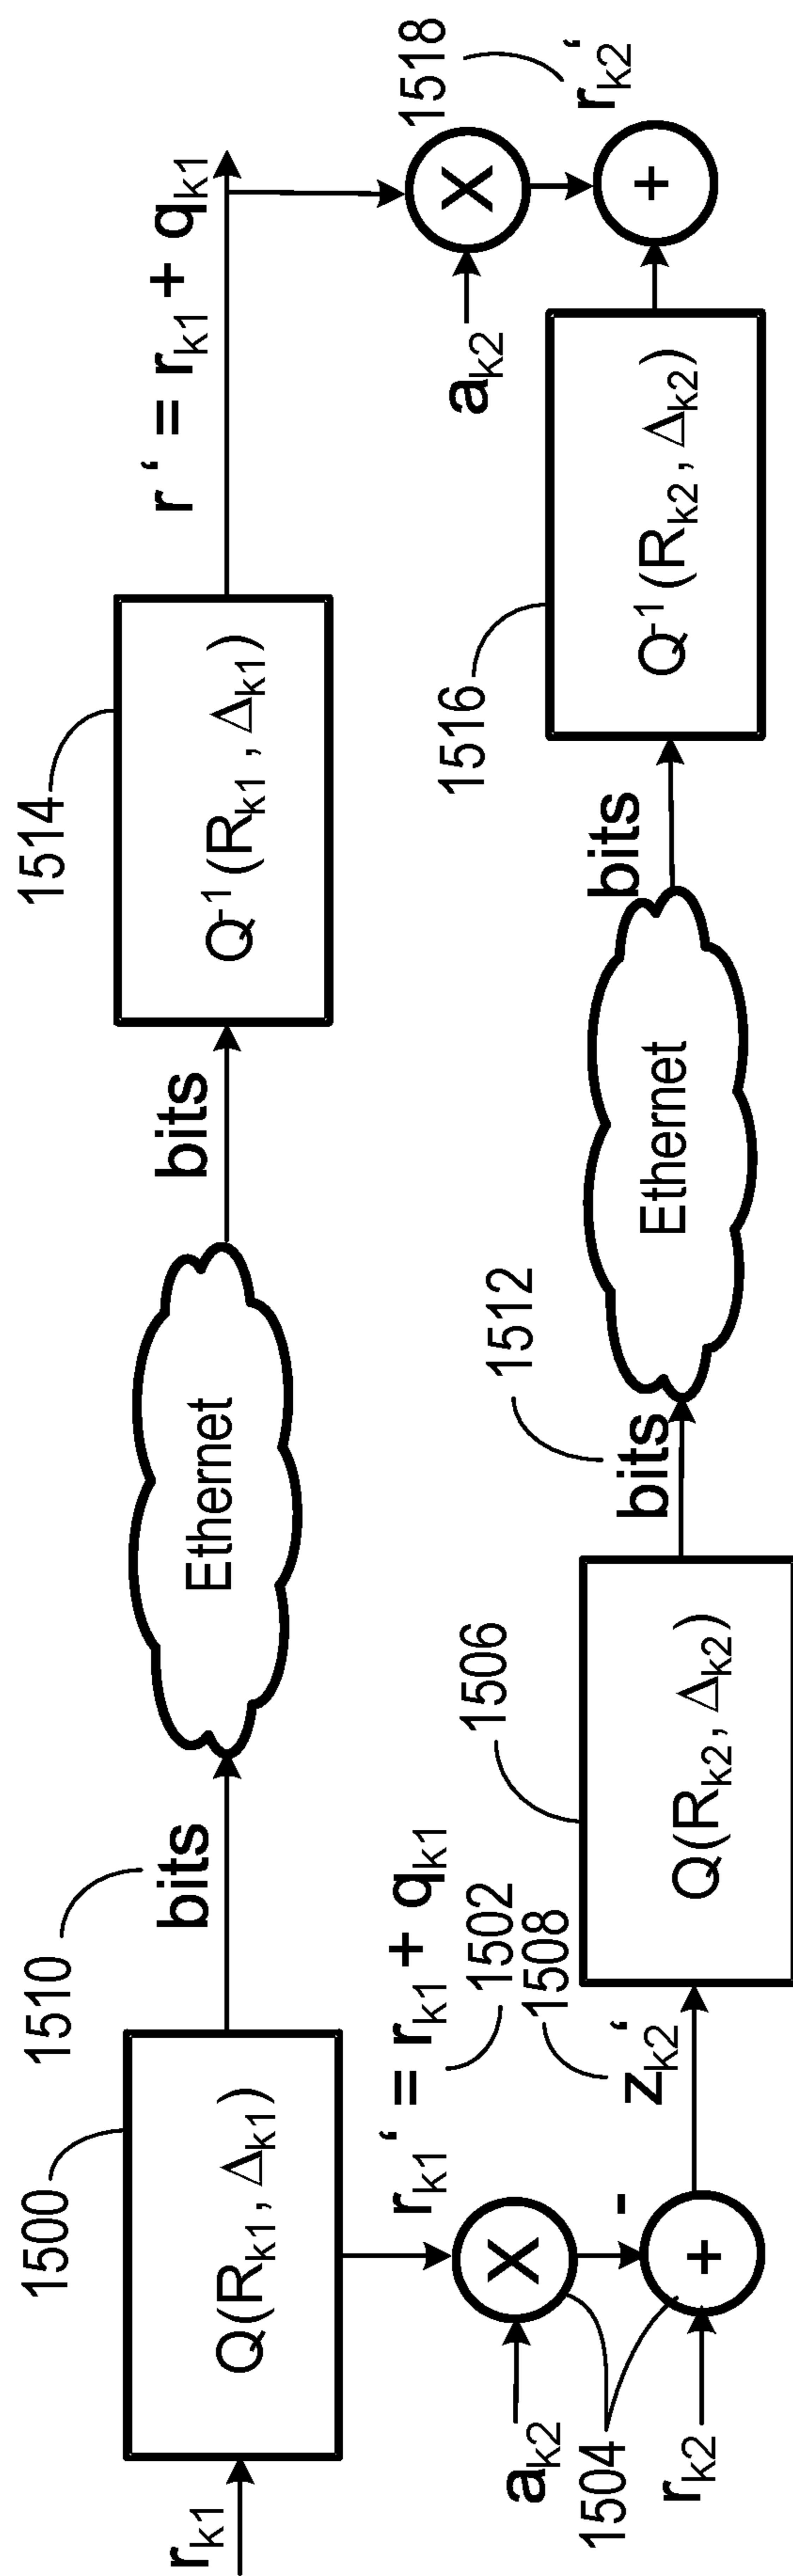 1500
1510
1514
r_k1
Q(R_k1, Δ_k1)
bits
Ethernet
bits
Q⁻¹(R_k1, Δ_k1)
r‘ = r_k1 + q_k1
r_k1‘ = r_k1 + q_k1
1502
a_k2
X
-
1508
z_k2‘
1506
1512
1516
a_k2
X
1518
r_k2‘
1504
r_k2
+
Q(R_k2, Δ_k2)
bits
Ethernet
bits
Q⁻¹(R_k2, Δ_k2)
+